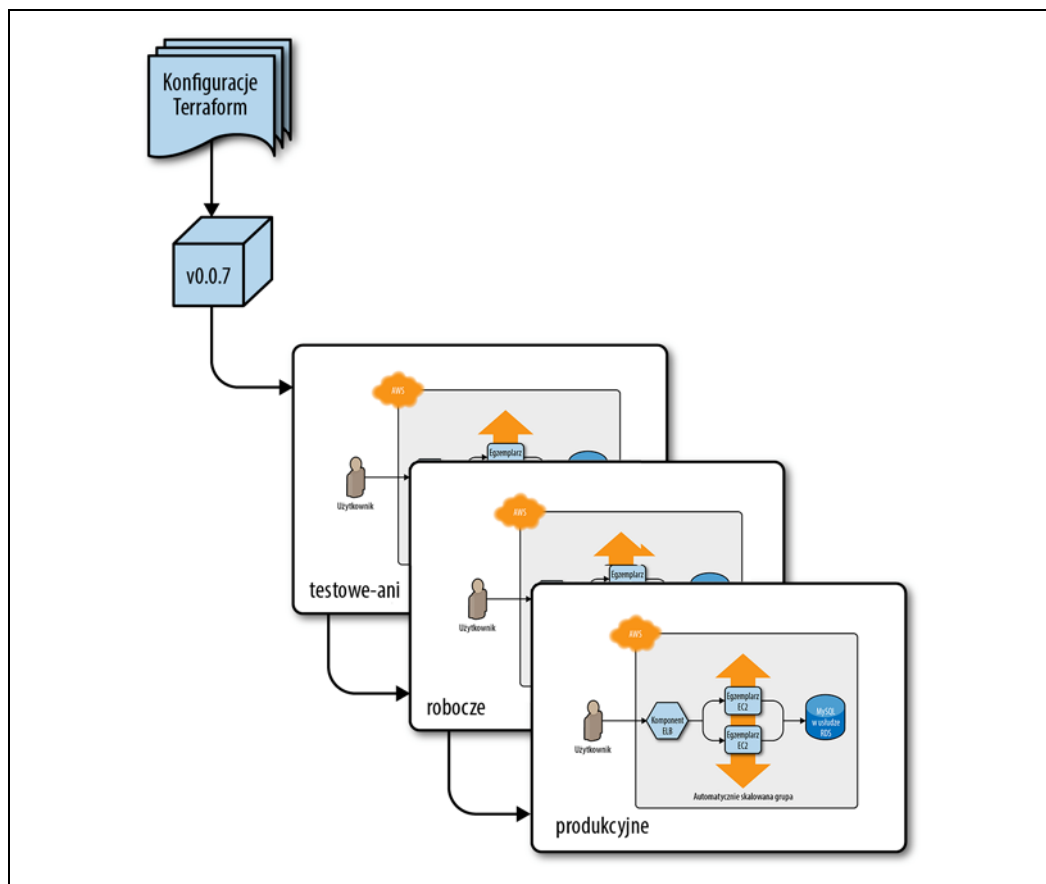 Konfiguracje
Terraform
v0.0.7
AWS
Egzemplarz
Użytkownik
testowe-ani
AWS
Egzemplarz
Użytkownik
robocze
AWS
Egzemplarz
EC2
Użytkownik
Komponent
ELB
MySQL
w usłudze
RDS
Egzemplarz
EC2
Automatycznie skalowana grupa
produkcyjne